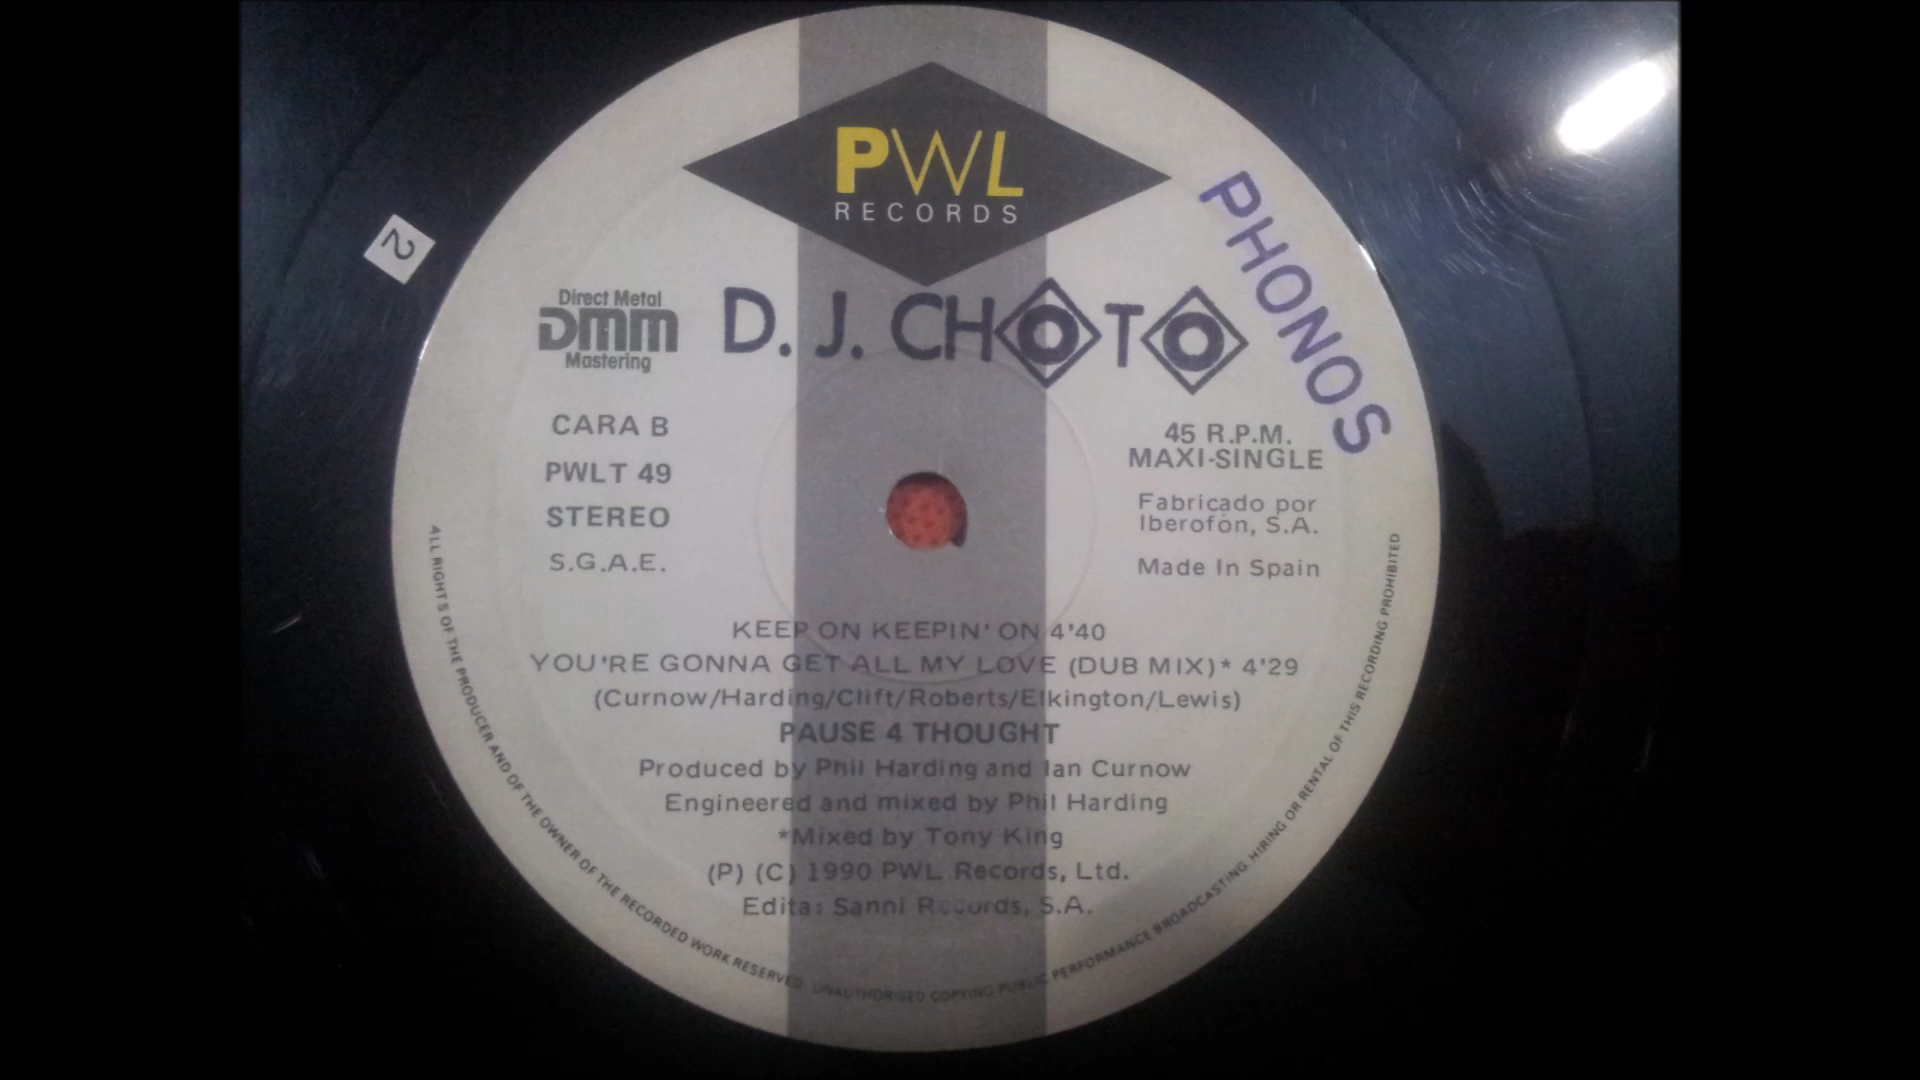 PWL
RECORDS
2
PHONOS
Direct Metal
DMM
Mastering
D. J. CHOTO
CARA B
PWLT 49
STEREO
S.G.A.E.
45 R.P.M.
MAXI-SINGLE
Fabricado por
Iberofón, S.A.
Made In Spain
KEEP ON KEEPIN' ON 4'40
YOU'RE GONNA GET ALL MY LOVE (DUB MIX)* 4'29
(Curnow/Harding/Clift/Roberts/Elkington/Lewis)
PAUSE 4 THOUGHT
Produced by Phil Harding and Ian Curnow
Engineered and mixed by Phil Harding
*Mixed by Tony King
(P) (C) 1990 PWL Records, Ltd.
Edita: Sanni Records, S.A.
ALL RIGHTS OF THE PRODUCER AND OF THE OWNER OF THE RECORDED WORK RESERVED. UNAUTHORISED COPYING PUBLIC PERFORMANCE BROADCASTING HIRING OR RENTAL OF THIS RECORDING PROHIBITED